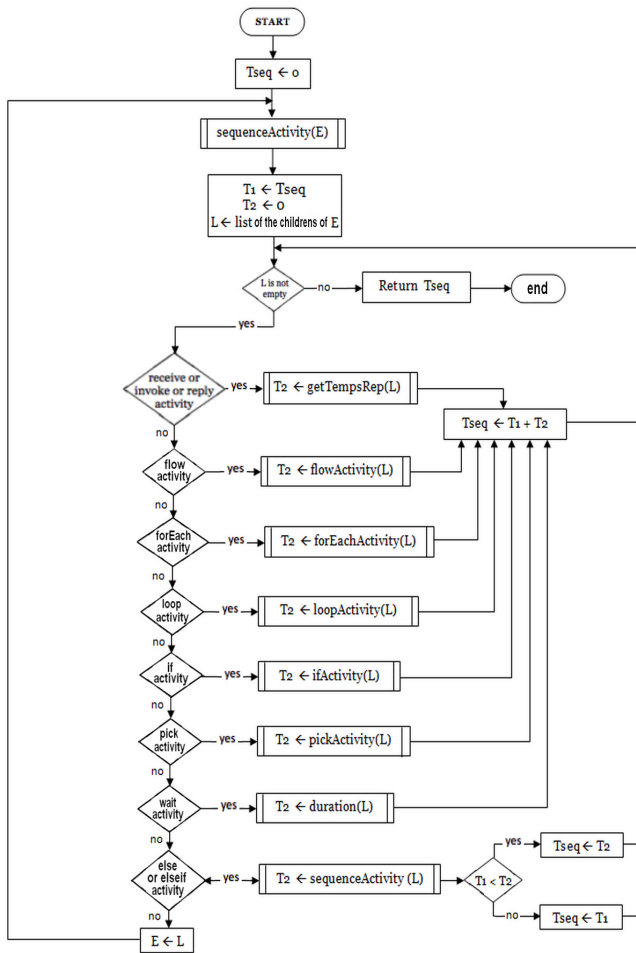 START
Tseq ← 0
sequenceActivity(E)
T1 ← Tseq
T2 ← 0
L ← list of the childrens of E
L is not
empty
no
Return Tseq
end
yes
receive or
invoke or reply
activity
yes
T2 ← getTempsRep(L)
Tseq ← T1 + T2
no
flow
activity
yes
T2 ← flowActivity(L)
no
forEach
activity
yes
T2 ← forEachActivity(L)
no
loop
activity
yes
T2 ← loopActivity(L)
no
if
activity
yes
T2 ← ifActivity(L)
no
pick
activity
yes
T2 ← pickActivity(L)
no
wait
activity
yes
T2 ← duration(L)
no
else
or elseif
activity
yes
T2 ← sequenceActivity (L)
T1 < T2
yes
Tseq ← T2
no
Tseq ← T1
no
E ← L